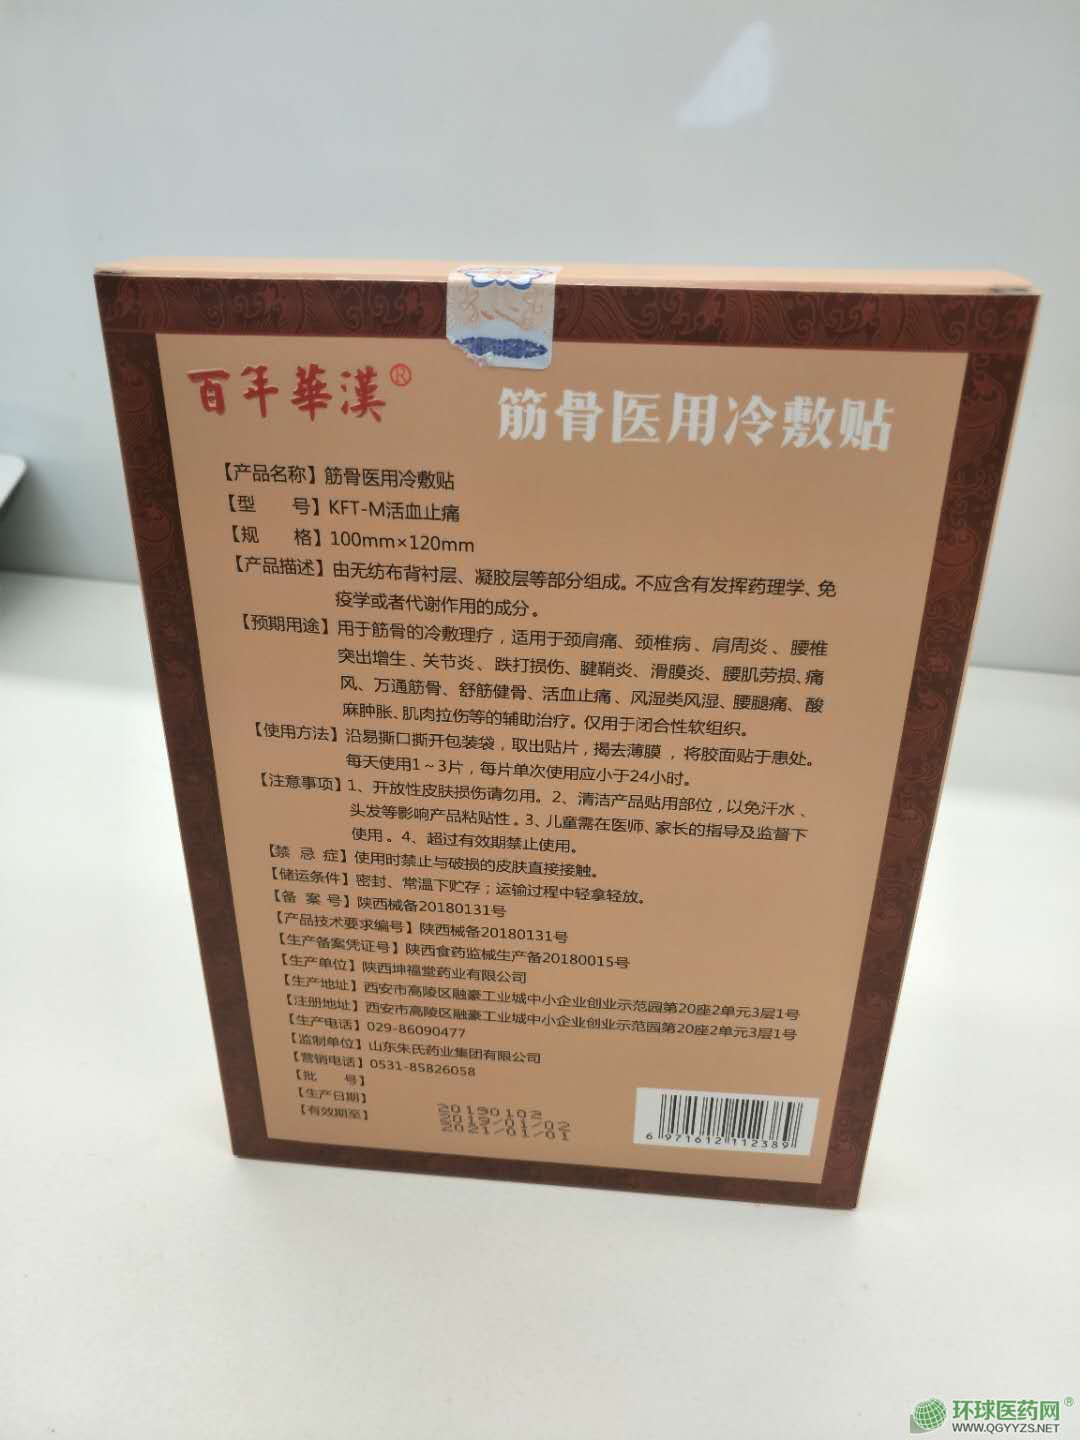 百年華漢®
筋骨医用冷敷贴
【产品名称】筋骨医用冷敷贴
【型 号】KFT-M活血止痛
【规 格】100mm×120mm
【产品描述】由无纺布背衬层、凝胶层等部分组成。不应含有发挥药理学、免
疫学或者代谢作用的成分。
【预期用途】用于筋骨的冷敷理疗，适用于颈肩痛、颈椎病、肩周炎、腰椎
突出增生、关节炎、跌打损伤、腱鞘炎、滑膜炎、腰肌劳损、痛
风、万通筋骨、舒筋健骨、活血止痛、风湿类风湿、腰腿痛、酸
麻肿胀、肌肉拉伤等的辅助治疗。仅用于闭合性软组织。
【使用方法】沿易撕口撕开包装袋，取出贴片，揭去薄膜，将胶面贴于患处。
每天使用1～3片，每片单次使用应小于24小时。
【注意事项】1、开放性皮肤损伤请勿用。2、清洁产品贴用部位，以免汗水、
头发等影响产品粘贴性。3、儿童需在医师、家长的指导及监督下
使用。4、超过有效期禁止使用。
【禁 忌 症】使用时禁止与破损的皮肤直接接触。
【储运条件】密封、常温下贮存；运输过程中轻拿轻放。
【备 案 号】陕西械备20180131号
【产品技术要求编号】陕西械备20180131号
【生产备案凭证号】陕西食药监械生产备20180015号
【生产单位】陕西坤福堂药业有限公司
【生产地址】西安市高陵区融豪工业城中小企业创业示范园第20座2单元3层1号
【注册地址】西安市高陵区融豪工业城中小企业创业示范园第20座2单元3层1号
【生产电话】029-86090477
【监制单位】山东朱氏药业集团有限公司
【营销电话】0531-85826058
【批 号】
【生产日期】
【有效期至】
20190102
2019/01/02
2021/01/01
6 971612 112389
环球医药网®
WWW.QGYYZS.NET